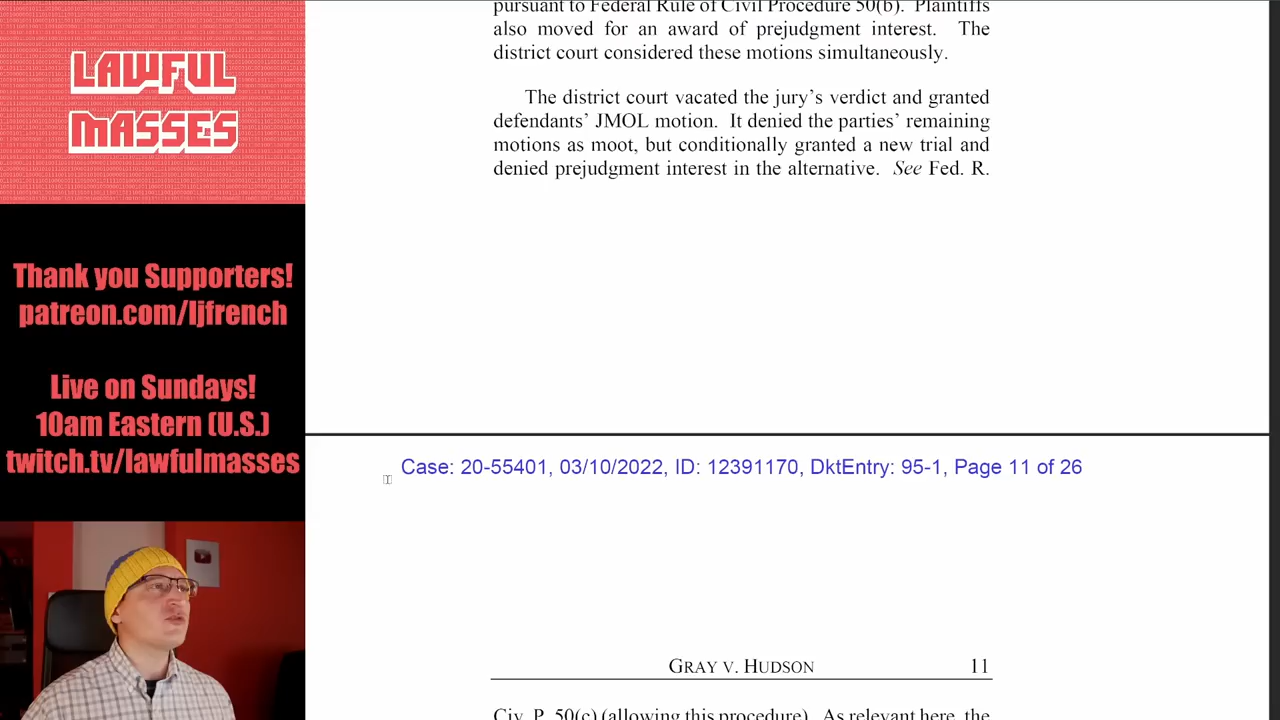 LAWFUL
MASSES
Thank you Supporters!
patreon.com/ljfrench
Live on Sundays!
10am Eastern (U.S.)
twitch.tv/lawfulmasses
pursuant to Federal Rule of Civil Procedure 50(b). Plaintiffs
also moved for an award of prejudgment interest. The
district court considered these motions simultaneously.
The district court vacated the jury’s verdict and granted
defendants’ JMOL motion. It denied the parties’ remaining
motions as moot, but conditionally granted a new trial and
denied prejudgment interest in the alternative. See Fed. R.
Case: 20-55401, 03/10/2022, ID: 12391170, DktEntry: 95-1, Page 11 of 26
GRAY V. HUDSON 11
Civ. P. 50(c) (allowing this procedure). As relevant here, the